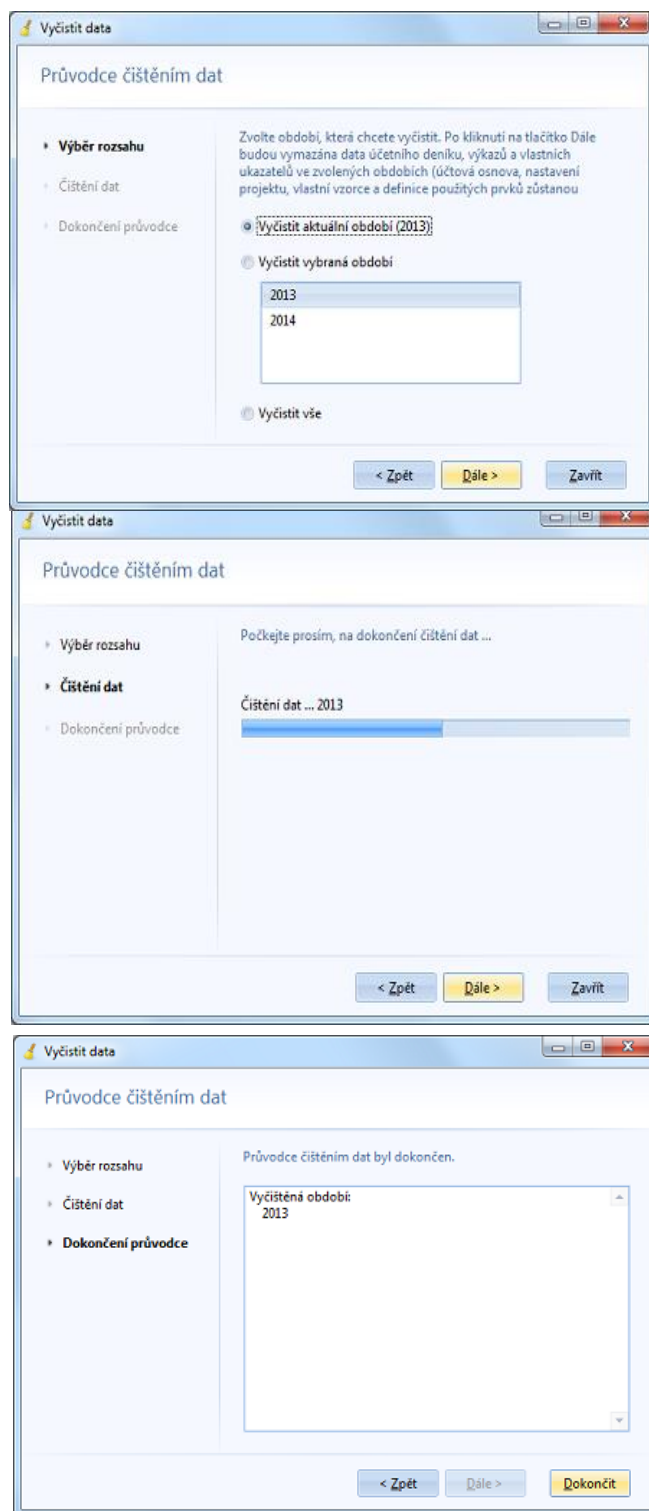 Vyčistit data
Průvodce čištěním dat
Výběr rozsahu
Čištění dat
Dokončení průvodce
Zvolte období, která chcete vyčistit. Po kliknutí na tlačítko Dále
budou vymazána data účetního deníku, výkazů a vlastních
ukazatelů ve zvolených obdobích (účtová osnova, nastavení
projektu, vlastní vzorce a definice použitých prvků zůstanou
Vyčistit aktuální období (2013)
Vyčistit vybraná období
2013
2014
Vyčistit vše
< Zpět
Dále >
Zavřít
Vyčistit data
Průvodce čištěním dat
Výběr rozsahu
Čištění dat
Dokončení průvodce
Počkejte prosím, na dokončení čištění dat ...
Čištění dat ... 2013
< Zpět
Dále >
Zavřít
Vyčistit data
Průvodce čištěním dat
Výběr rozsahu
Čištění dat
Dokončení průvodce
Průvodce čištěním dat byl dokončen.
Vyčištěná období:
2013
< Zpět
Dále >
Dokončit